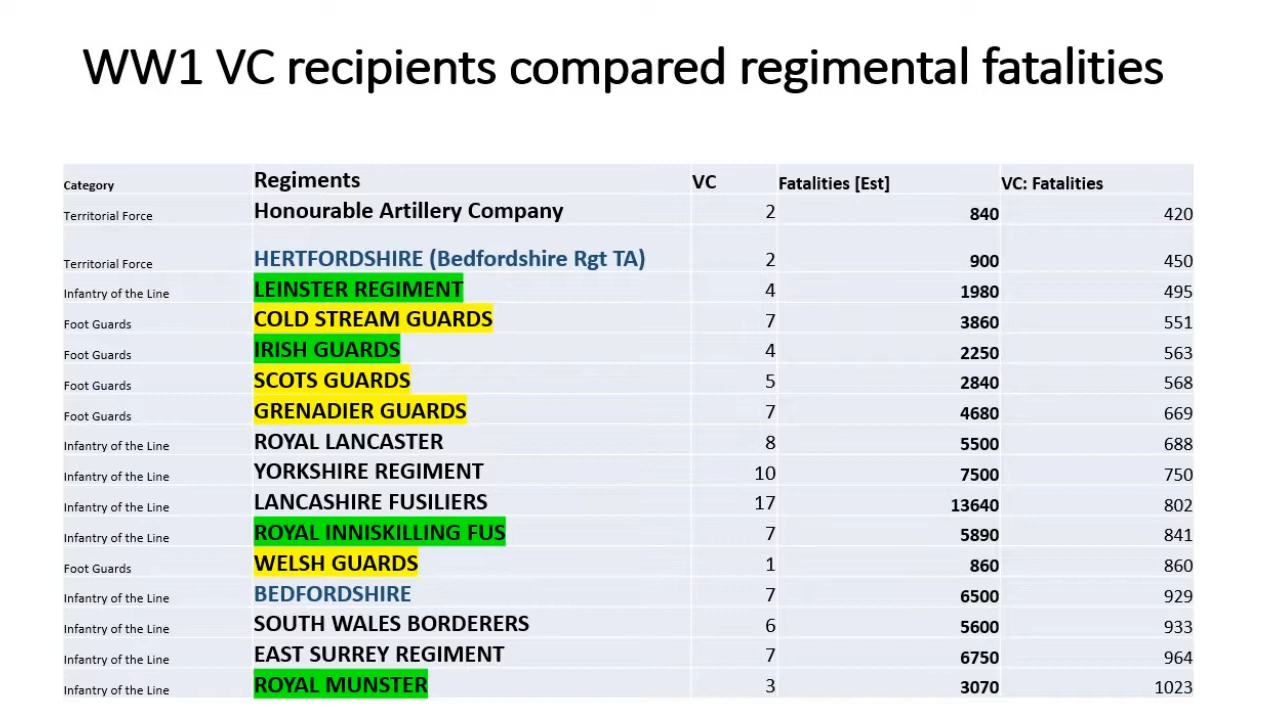 WW1 VC recipients compared regimental fatalities
Category Regiments VC Fatalities [Est] VC: Fatalities
Territorial Force Honourable Artillery Company 2 840 420
Territorial Force HERTFORDSHIRE (Bedfordshire Rgt TA) 2 900 450
Infantry of the Line LEINSTER REGIMENT 4 1980 495
Foot Guards COLD STREAM GUARDS 7 3860 551
Foot Guards IRISH GUARDS 4 2250 563
Foot Guards SCOTS GUARDS 5 2840 568
Foot Guards GRENADIER GUARDS 7 4680 669
Infantry of the Line ROYAL LANCASTER 8 5500 688
Infantry of the Line YORKSHIRE REGIMENT 10 7500 750
Infantry of the Line LANCASHIRE FUSILIERS 17 13640 802
Infantry of the Line ROYAL INNISKILLING FUS 7 5890 841
Foot Guards WELSH GUARDS 1 860 860
Infantry of the Line BEDFORDSHIRE 7 6500 929
Infantry of the Line SOUTH WALES BORDERERS 6 5600 933
Infantry of the Line EAST SURREY REGIMENT 7 6750 964
Infantry of the Line ROYAL MUNSTER 3 3070 1023